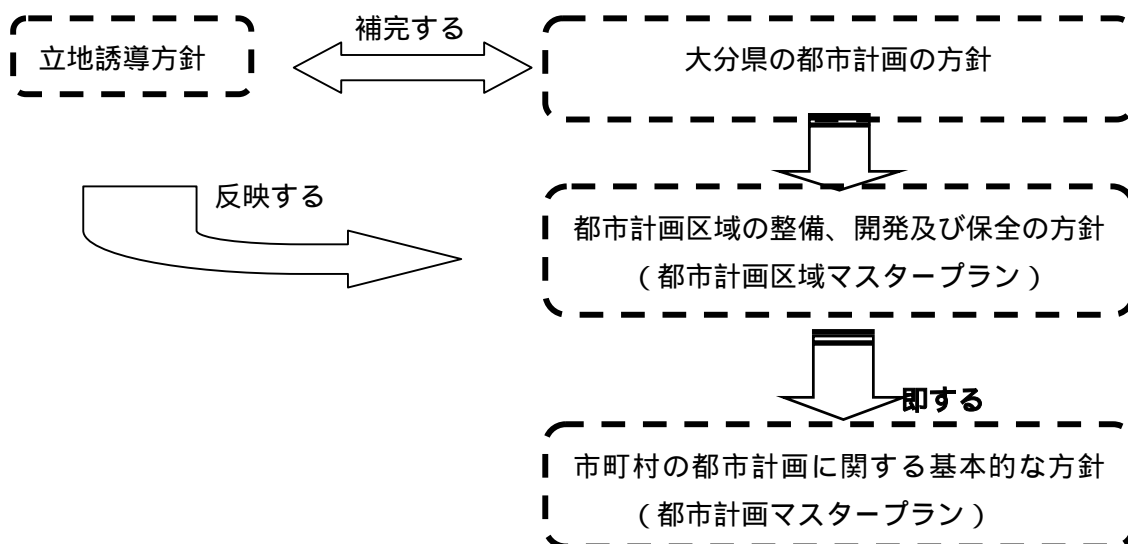 補完する
立地誘導方針
大分県の都市計画の方針
反映する
都市計画区域の整備、開発及び保全の方針
（都市計画区域マスタープラン）
即する
市町村の都市計画に関する基本的な方針
（都市計画マスタープラン）